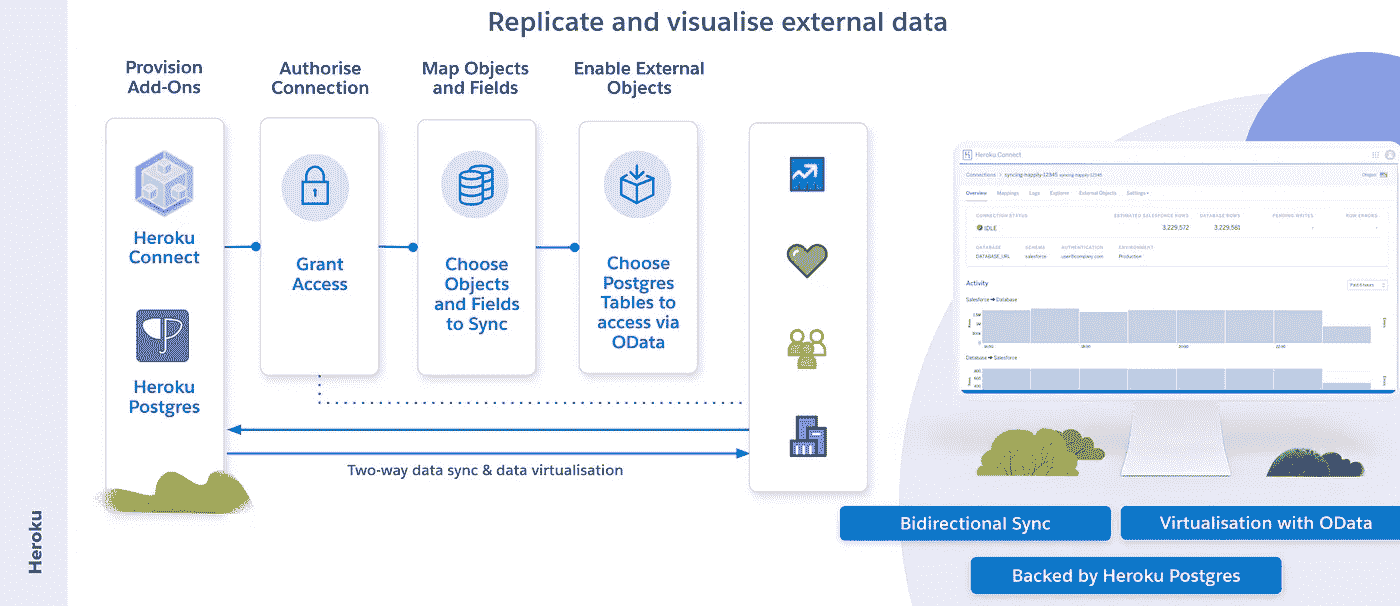 Replicate and visualise external data
Provision
Add-Ons
Authorise
Connection
Map Objects
and Fields
Enable External
Objects
Heroku
Connect
Heroku
Postgres
Grant
Access
Choose
Objects
and Fields
to Sync
Choose
Postgres
Tables to
access via
OData
Two-way data sync & data virtualisation
Heroku
Heroku Connect
Connections > syncing-happily-12345
Overview Mappings Logs Explorer External Objects Settings
CONNECTION STATUS ESTIMATED SALESFORCE ROWS DATABASE ROWS PENDING WRITES ROW ERRORS
IDLE 3,229,572 3,229,561
DATABASE SCHEMA AUTHENTICATION ENVIRONMENT
DATABASE_URL salesforce user@company.com Production
Activity
Salesforce ➔ Database
Database ➔ Salesforce
Bidirectional Sync
Virtualisation with OData
Backed by Heroku Postgres